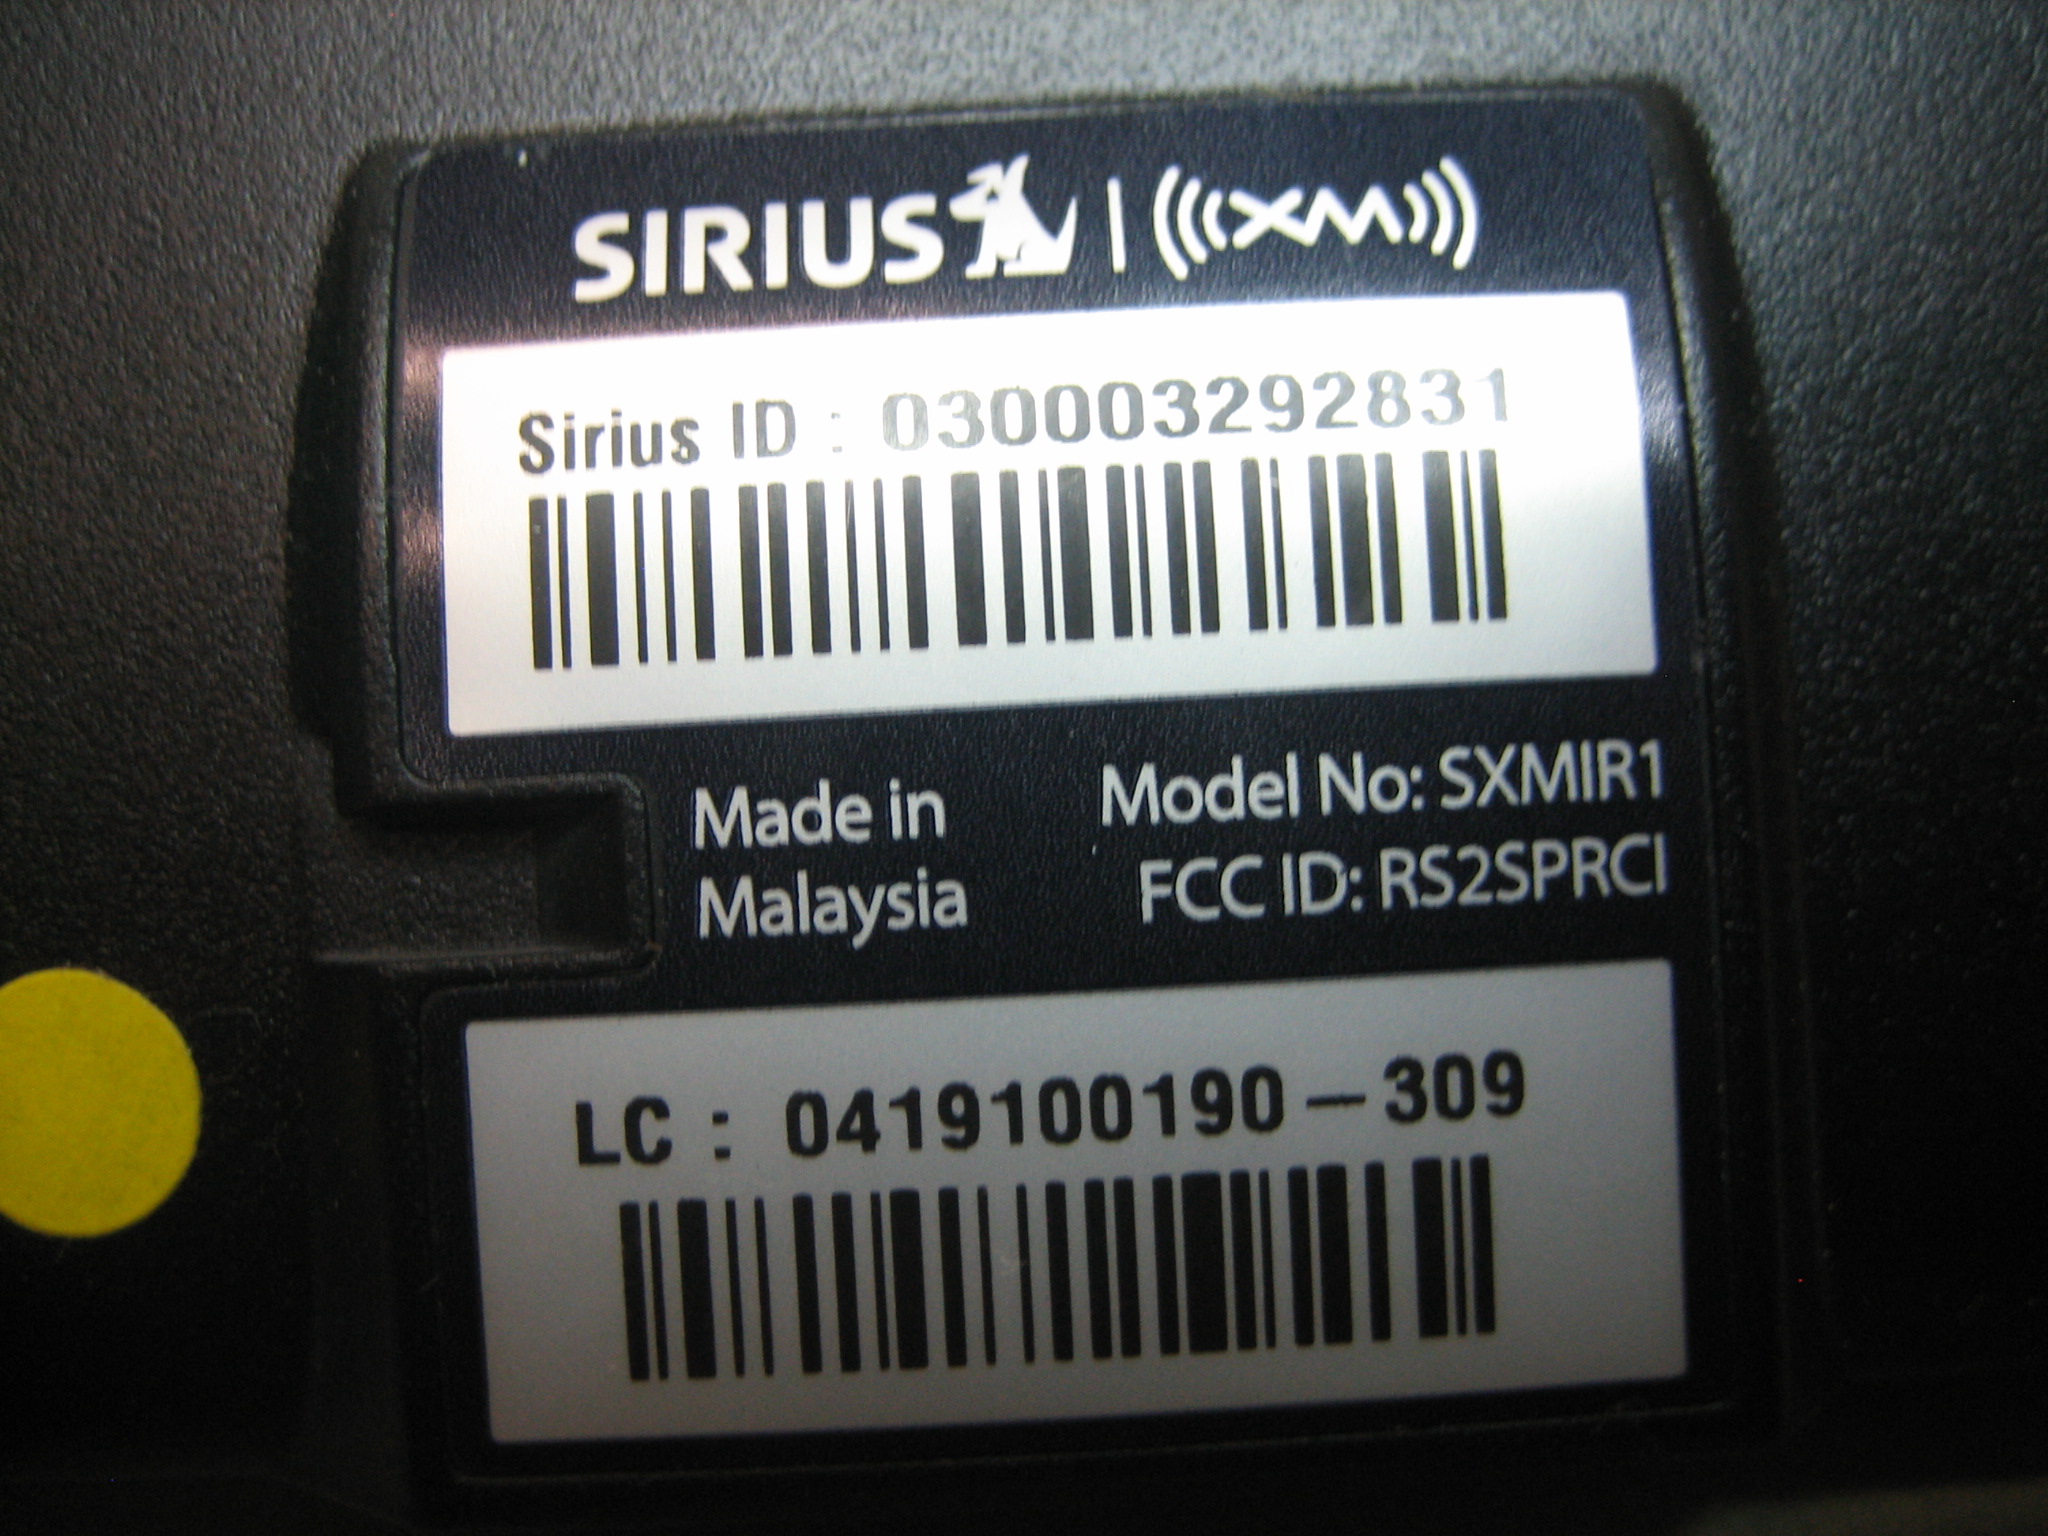 SIRIUS | XM
Sirius ID : 030003292831
Made in
Malaysia
Model No: SXMIR1
FCC ID: RS2SPRCI
LC : 0419100190-309